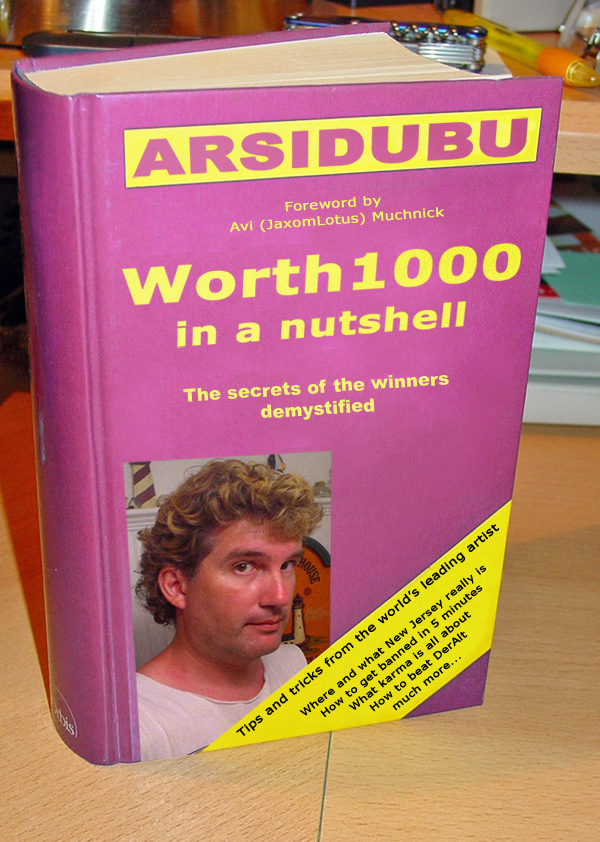 ARSIDUBU
Foreword by
Avi (JaxomLotus) Muchnick
Worth1000
in a nutshell
The secrets of the winners
demystified
HOUSE
Tips and tricks from the world's leading artist
Where and what New Jersey really is
How to get banned in 5 minutes
What karma is all about
How to beat DerAlt
much more...